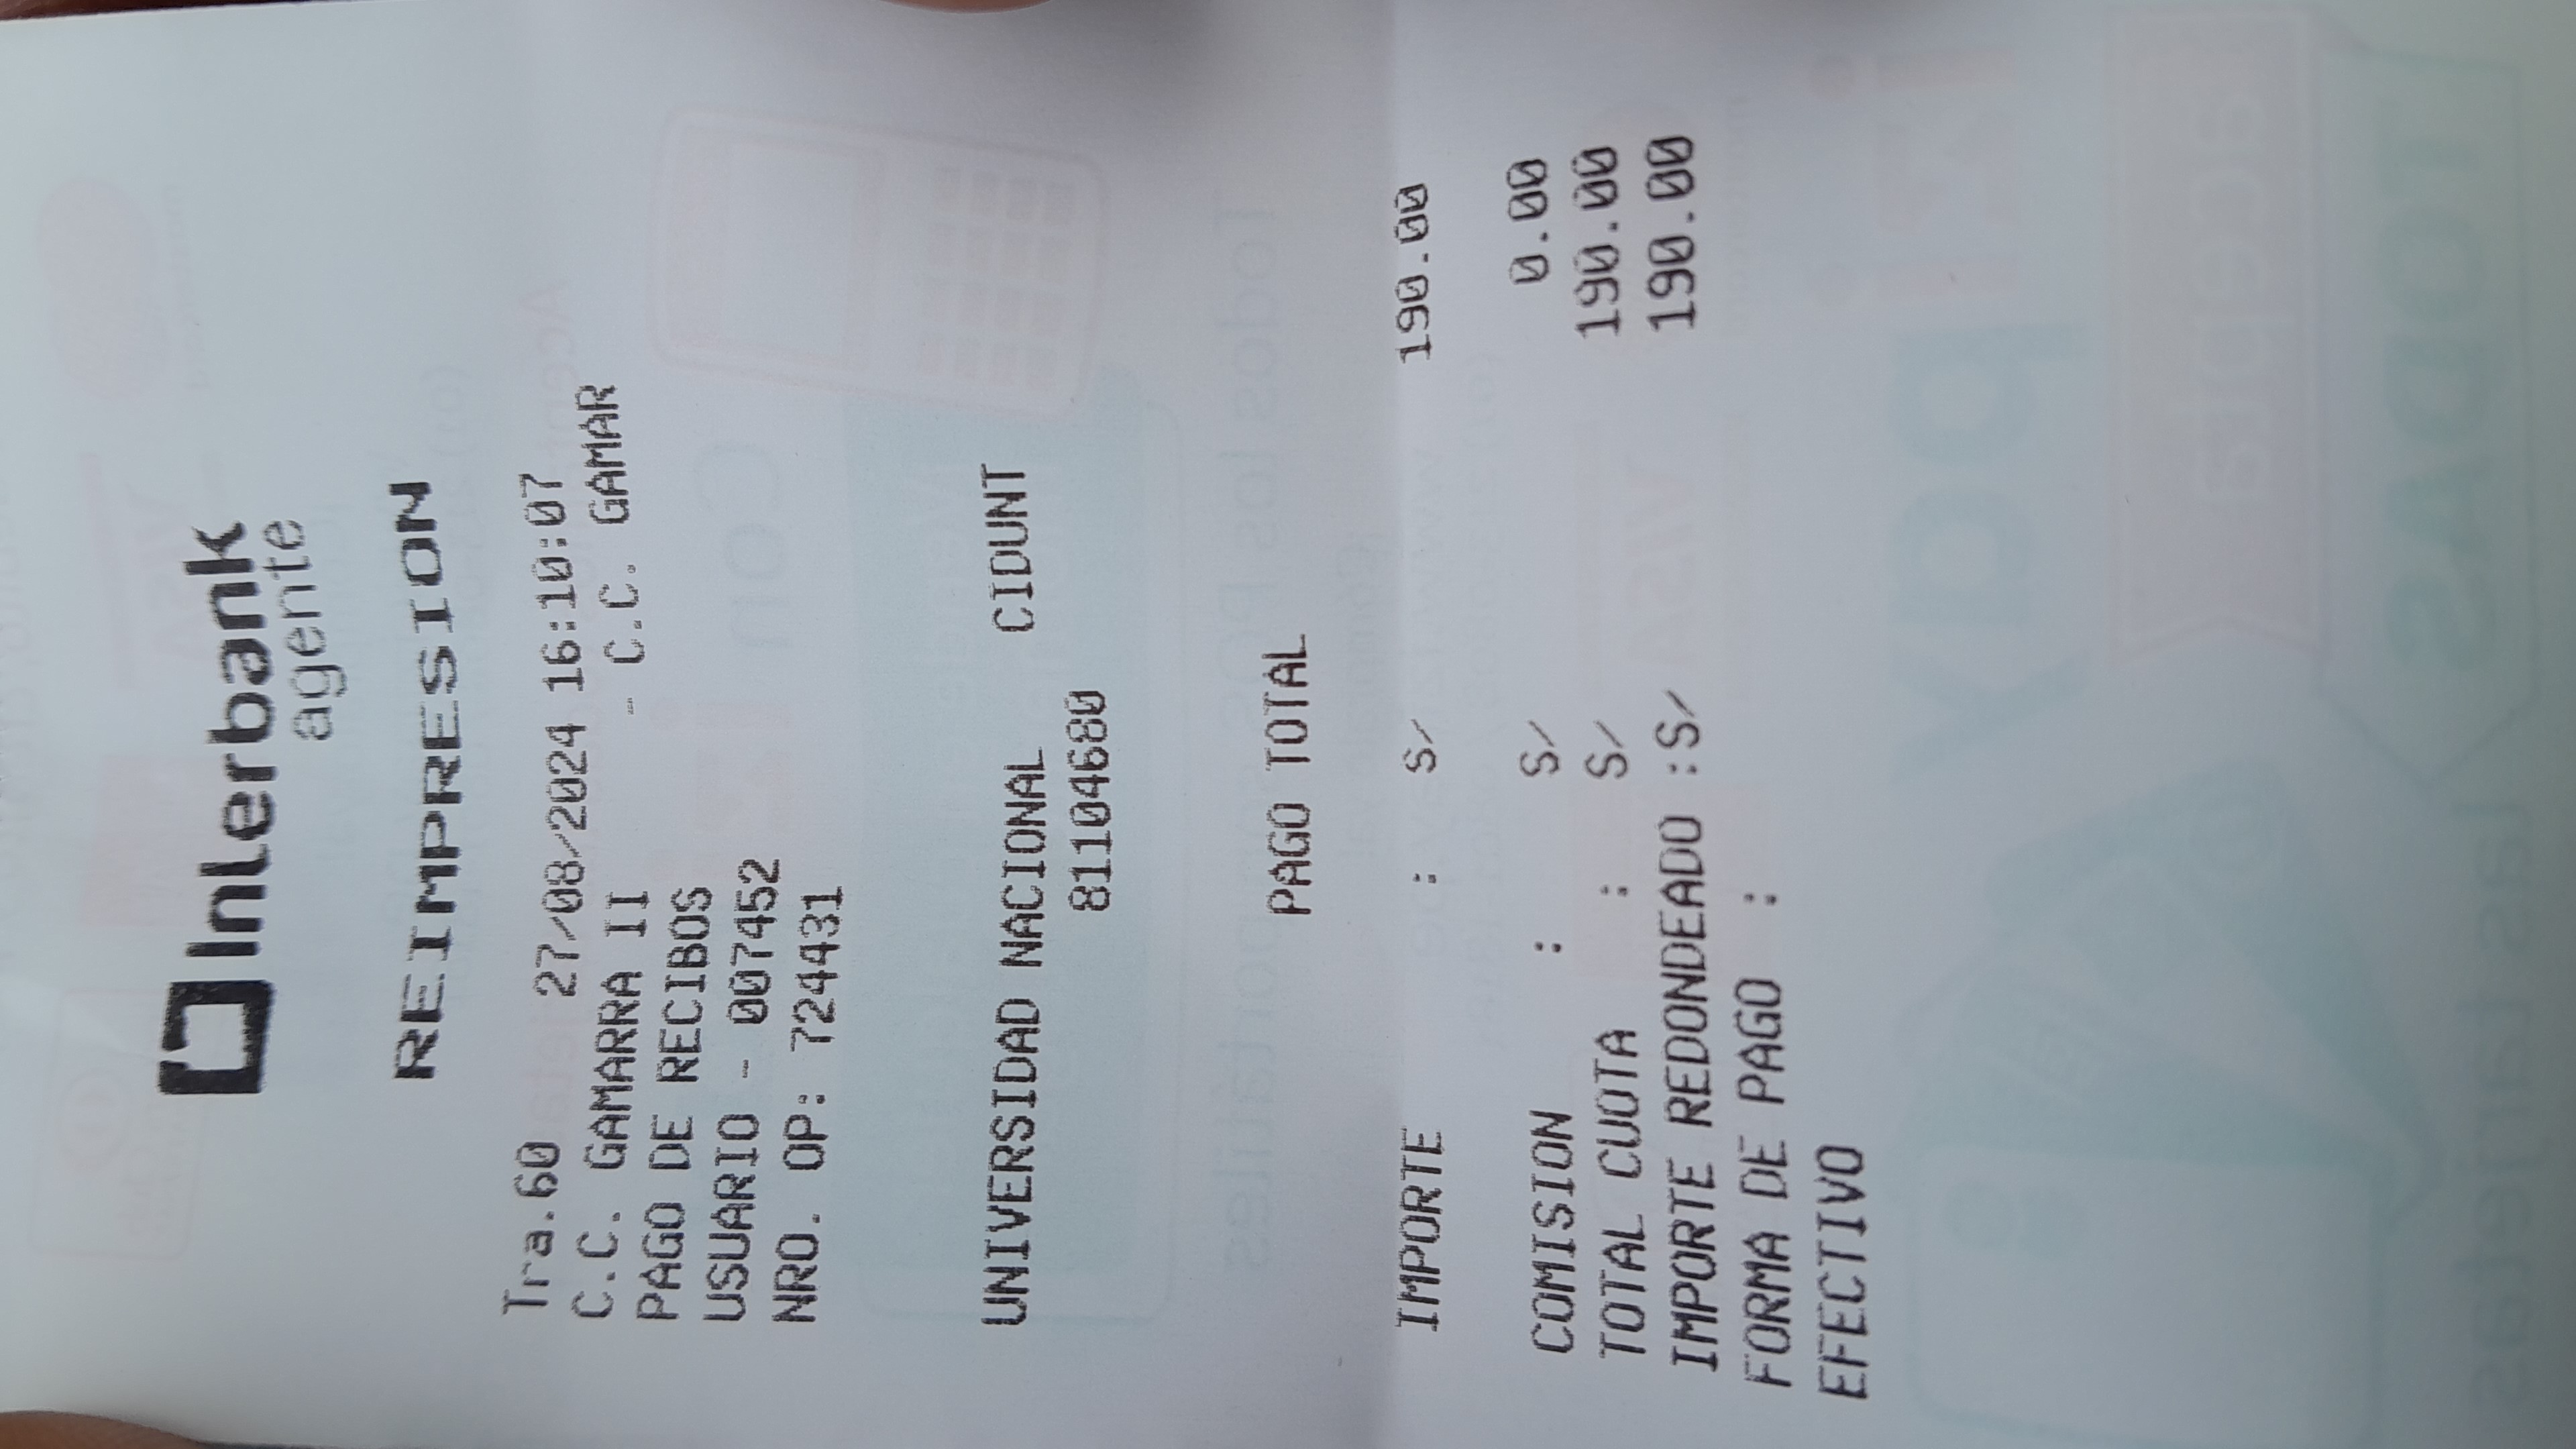 Interbank
agente
REIMPRESION
Tra.60 27/08/2024 16:10:07
C.C. GAMARRA II - C.C. GAMAR
PAGO DE RECIBOS
USUARIO - 007452
NRO. OP: 724431
UNIVERSIDAD NACIONAL CIDUNT
811104680
PAGO TOTAL
IMPORTE : S/ 190.00
COMISION : S/ 0.00
TOTAL CUOTA : S/ 190.00
IMPORTE REDONDEADO :S/ 190.00
FORMA DE PAGO :
EFECTIVO